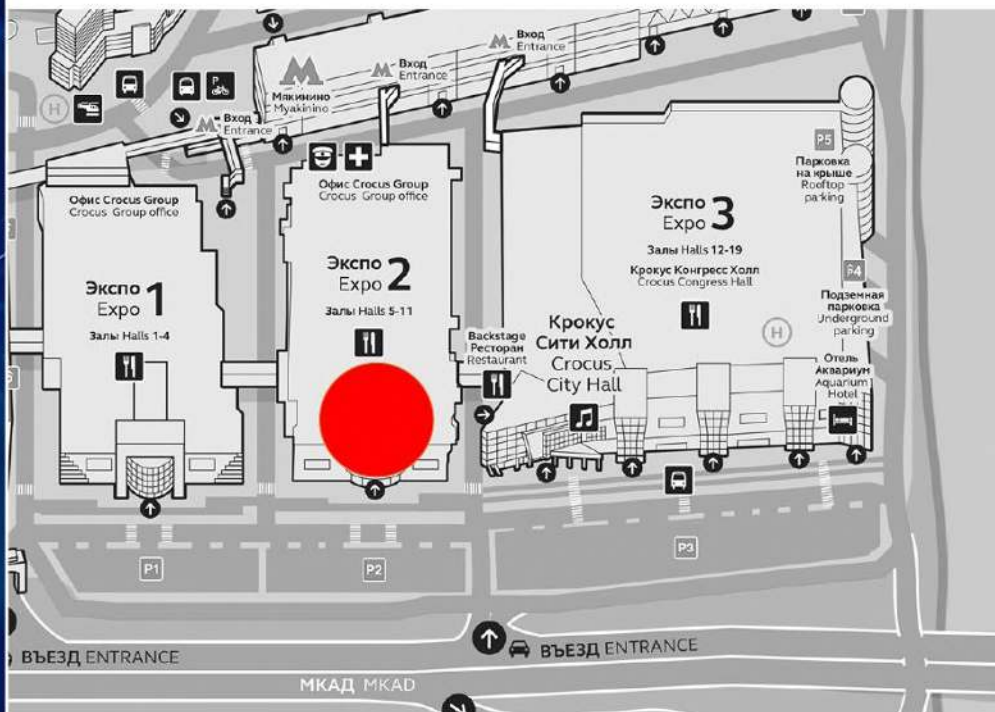 Вход
Entrance
Вход
Entrance
Мякинино
Myakinino
Вход
Entrance
P
H
P5
Парковка
на крыше
Rooftop
parking
Офис Crocus Group
Crocus Group office
Офис Crocus Group
Crocus Group office
Экспо
Expo 3
Залы Halls 12-19
Крокус Конгресс Холл
Crocus Congress Hall
Экспо
Expo 2
Залы Halls 5-11
Экспо
Expo 1
Залы Halls 1-4
P4
Подземная
парковка
Underground
parking
H
Крокус
Сити Холл
Crocus
City Hall
Backstage
Ресторан
Restaurant
Отель
Аквариум
Aquarium
Hotel
P1
P2
P3
ВЪЕЗД ENTRANCE
ВЪЕЗД ENTRANCE
МКАД MKAD